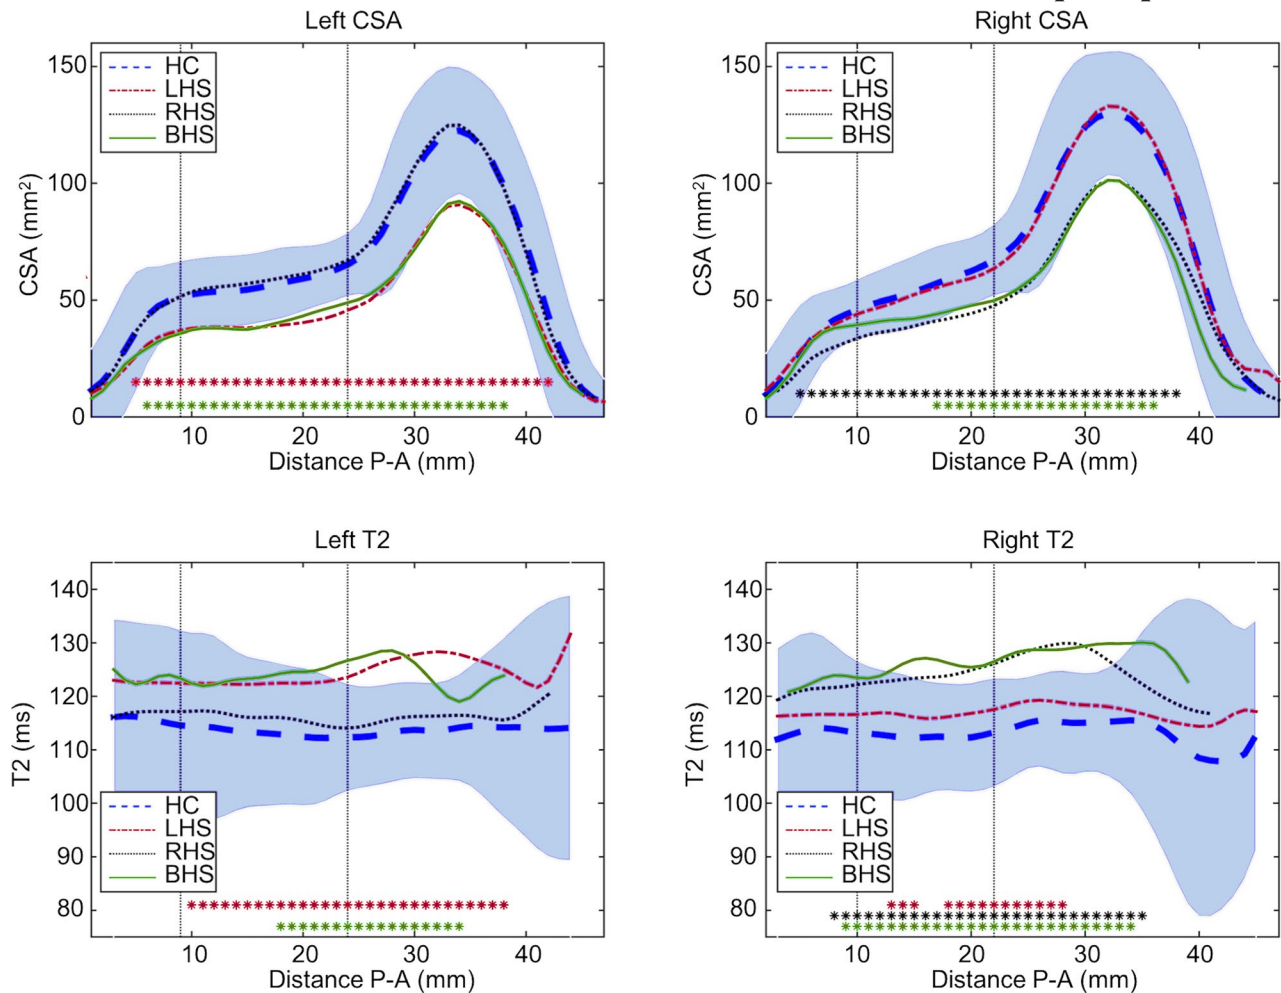 Left CSA
CSA (mm²)
150
100
50
0
HC
LHS
RHS
BHS
10 20 30 40
Distance P-A (mm)
Right CSA
CSA (mm²)
150
100
50
0
HC
LHS
RHS
BHS
10 20 30 40
Distance P-A (mm)
Left T2
T2 (ms)
140
130
120
110
100
90
80
HC
LHS
RHS
BHS
10 20 30 40
Distance P-A (mm)
Right T2
T2 (ms)
140
130
120
110
100
90
80
HC
LHS
RHS
BHS
10 20 30 40
Distance P-A (mm)